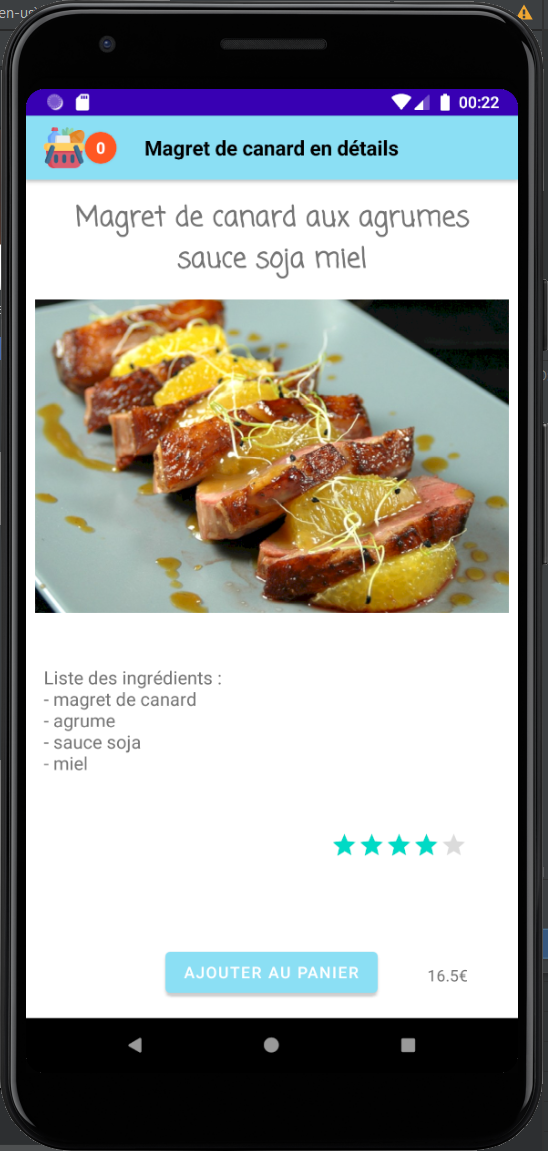 en-us
00:22
0
Magret de canard en détails
Magret de canard aux agrumes
sauce soja miel
Liste des ingrédients :
- magret de canard
- agrume
- sauce soja
- miel
AJOUTER AU PANIER
16.5€